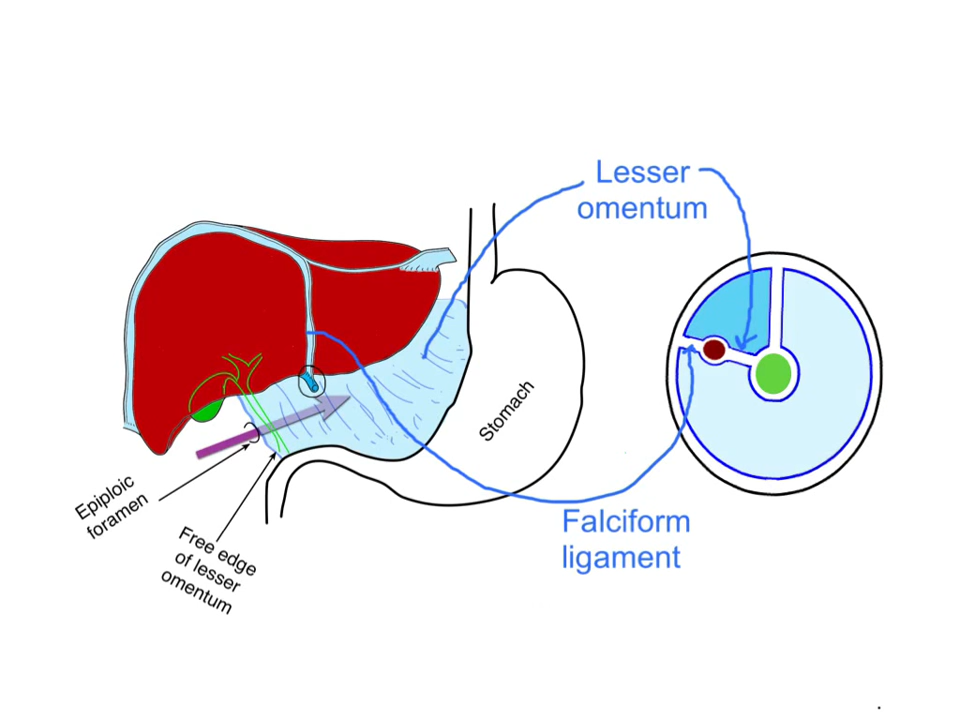 Lesser
omentum
Stomach
Epiploic
foramen
Free edge
of lesser
omentum
Falciform
ligament